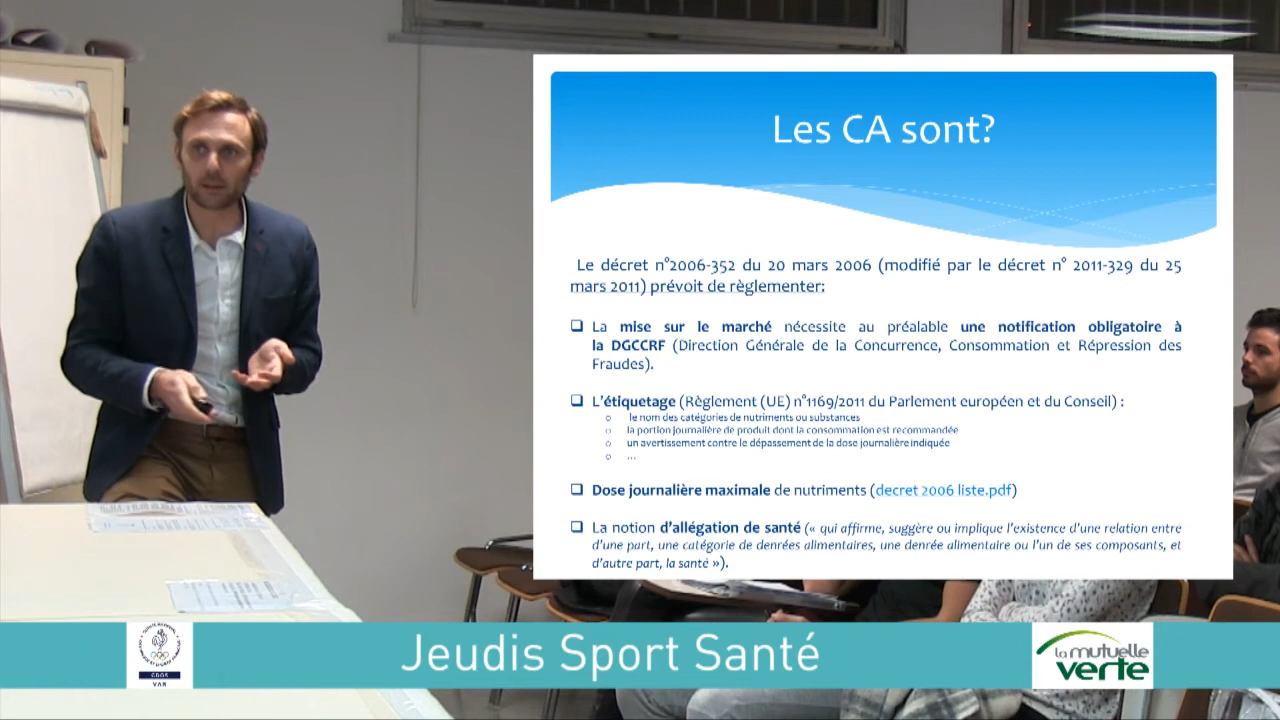 Les CA sont?
Le décret n°2006-352 du 20 mars 2006 (modifié par le décret n° 2011-329 du 25
mars 2011) prévoit de règlementer:
La mise sur le marché nécessite au préalable une notification obligatoire à
la DGCCRF (Direction Générale de la Concurrence, Consommation et Répression des
Fraudes).
L'étiquetage (Règlement (UE) n°1169/2011 du Parlement européen et du Conseil) :
le nom des catégories de nutriments ou substances
la portion journalière de produit dont la consommation est recommandée
un avertissement contre le dépassement de la dose journalière indiquée
...
Dose journalière maximale de nutriments (decret 2006 liste.pdf)
La notion d'allégation de santé (« qui affirme, suggère ou implique l'existence d'une relation entre
d'une part, une catégorie de denrées alimentaires, une denrée alimentaire ou l'un de ses composants, et
d'autre part, la santé »).
CDOS
VAR
Jeudis Sport Santé
la mutuelle
verte